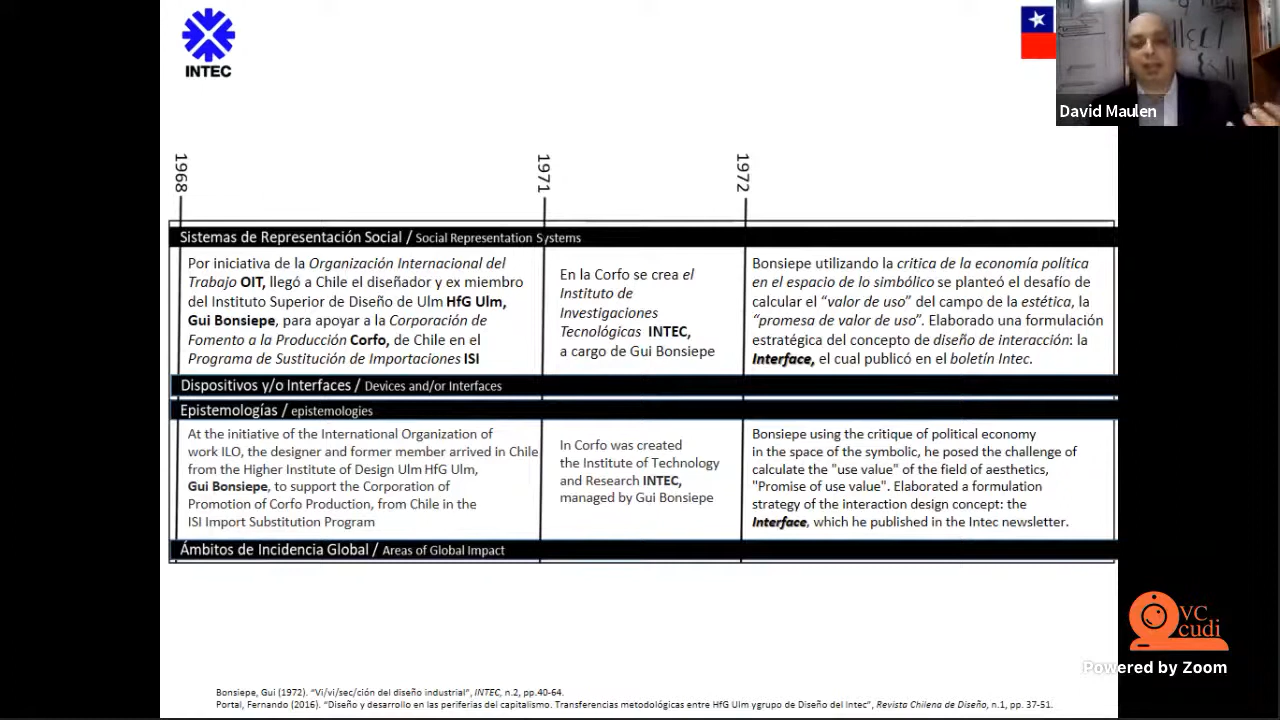 INTEC
David Maulen
1968
1971
1972
Sistemas de Representación Social / Social Representation Systems
Por iniciativa de la Organización Internacional del
Trabajo OIT, llegó a Chile el diseñador y ex miembro
del Instituto Superior de Diseño de Ulm HfG Ulm,
Gui Bonsiepe, para apoyar a la Corporación de
Fomento a la Producción Corfo, de Chile en el
Programa de Sustitución de Importaciones ISI
En la Corfo se crea el
Instituto de
Investigaciones
Tecnológicas INTEC,
a cargo de Gui Bonsiepe
Bonsiepe utilizando la critica de la economía política
en el espacio de lo simbólico se planteó el desafío de
calcular el “valor de uso” del campo de la estética, la
“promesa de valor de uso”. Elaborado una formulación
estratégica del concepto de diseño de interacción: la
Interface, el cual publicó en el boletín Intec.
Dispositivos y/o Interfaces / Devices and/or Interfaces
Epistemologías / epistemologies
At the initiative of the International Organization of
work ILO, the designer and former member arrived in Chile
from the Higher Institute of Design Ulm HfG Ulm,
Gui Bonsiepe, to support the Corporation of
Promotion of Corfo Production, from Chile in the
ISI Import Substitution Program
In Corfo was created
the Institute of Technology
and Research INTEC,
managed by Gui Bonsiepe
Bonsiepe using the critique of political economy
in the space of the symbolic, he posed the challenge of
calculate the "use value" of the field of aesthetics,
"Promise of use value". Elaborated a formulation
strategy of the interaction design concept: the
Interface, which he published in the Intec newsletter.
Ámbitos de Incidencia Global / Areas of Global Impact
VC
cudi
Powered by Zoom
Bonsiepe, Gui (1972). “Vi/vi/sec/ción del diseño industrial”, INTEC, n.2, pp.40-64.
Portal, Fernando (2016). “Diseño y desarrollo en las periferias del capitalismo. Transferencias metodológicas entre HfG Ulm ygrupo de Diseño del Intec”, Revista Chilena de Diseño, n.1, pp. 37-51.